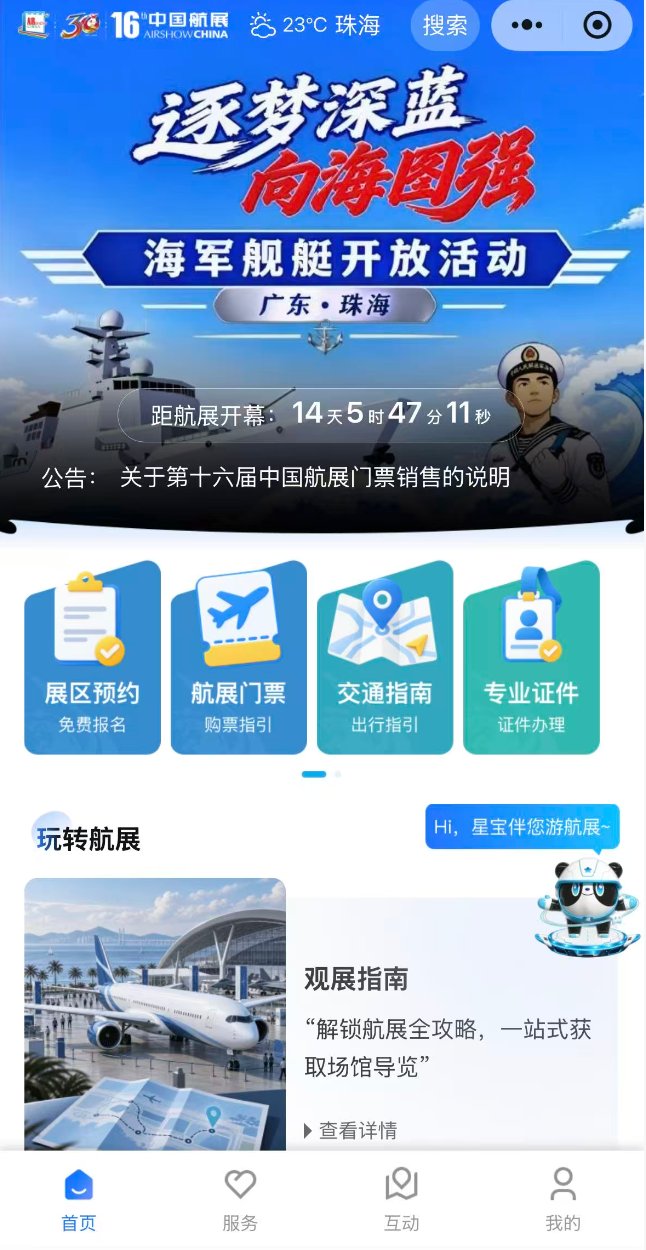 16th 中国航展
AIRSHOW CHINA
23°C 珠海
搜索
逐梦深蓝
向海图强
海军舰艇开放活动
广东·珠海
距航展开幕：14天5时47分11秒
公告： 关于第十六届中国航展门票销售的说明
展区预约
免费报名
航展门票
购票指引
交通指南
出行指引
专业证件
证件办理
玩转航展
Hi，星宝伴您游航展~
观展指南
“解锁航展全攻略，一站式获
取场馆导览”
查看详情
首页
服务
互动
我的